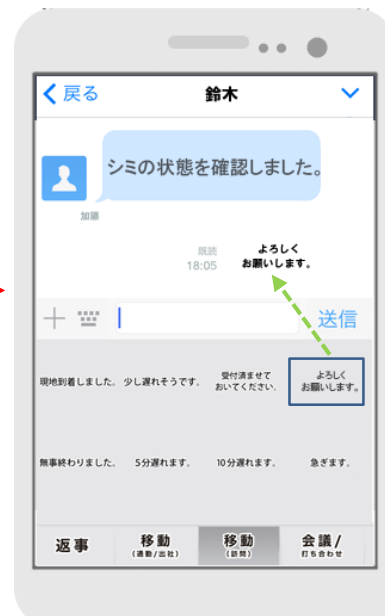 戻る
鈴木
シミの状態を確認しました。
加藤
既読
18:05
よろしく
お願いします。
送信
現地到着しました。
少し遅れそうです。
受付済ませて
おいてください。
よろしく
お願いします。
無事終わりました。
5分遅れます。
10分遅れます。
急ぎます。
返事
移動
(通勤/出社)
移動
(訪問)
会議/
打ち合わせ